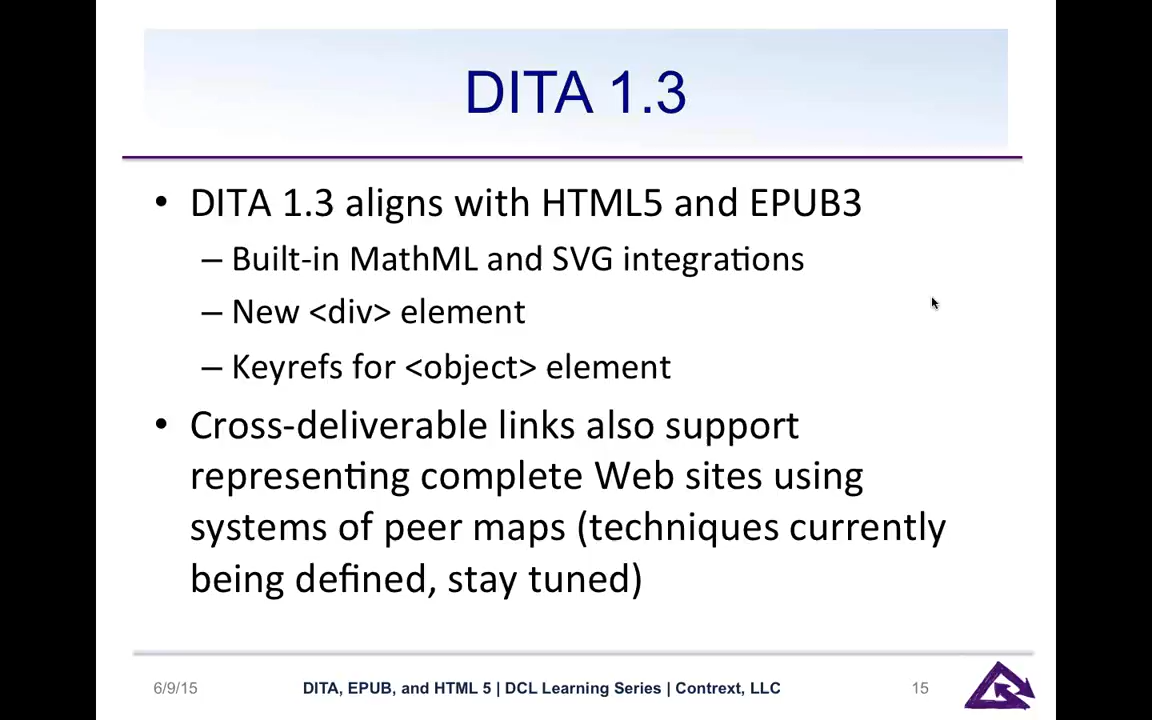 DITA 1.3
• DITA 1.3 aligns with HTML5 and EPUB3
– Built-in MathML and SVG integrations
– New <div> element
– Keyrefs for <object> element
• Cross-deliverable links also support
representing complete Web sites using
systems of peer maps (techniques currently
being defined, stay tuned)
6/9/15 DITA, EPUB, and HTML 5 | DCL Learning Series | Contrext, LLC 15